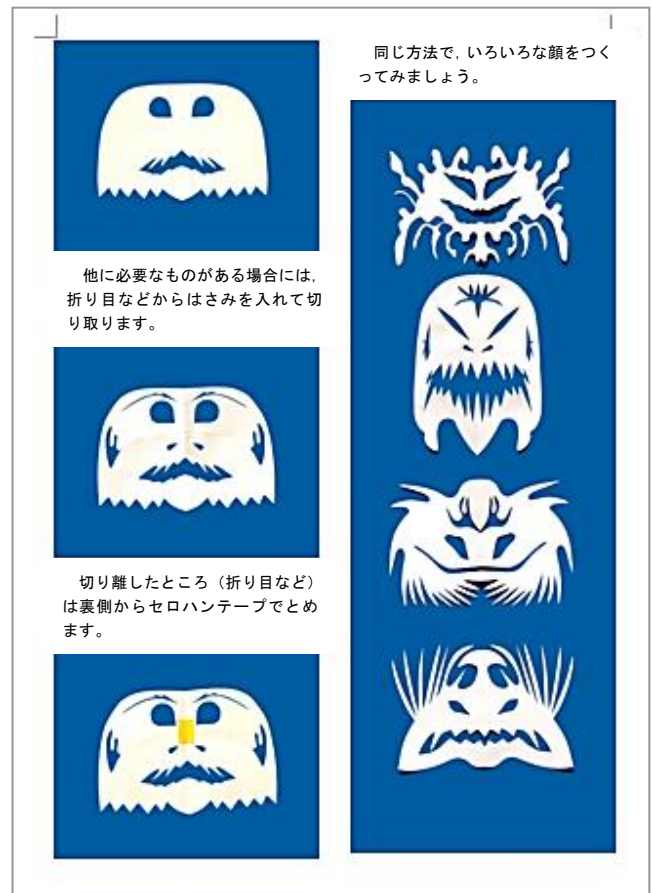 他に必要なものがある場合には,
折り目などからはさみを入れて切
り取ります。
切り離したところ（折り目など）
は裏側からセロハンテープでとめ
ます。
同じ方法で, いろいろな顔をつく
ってみましょう。